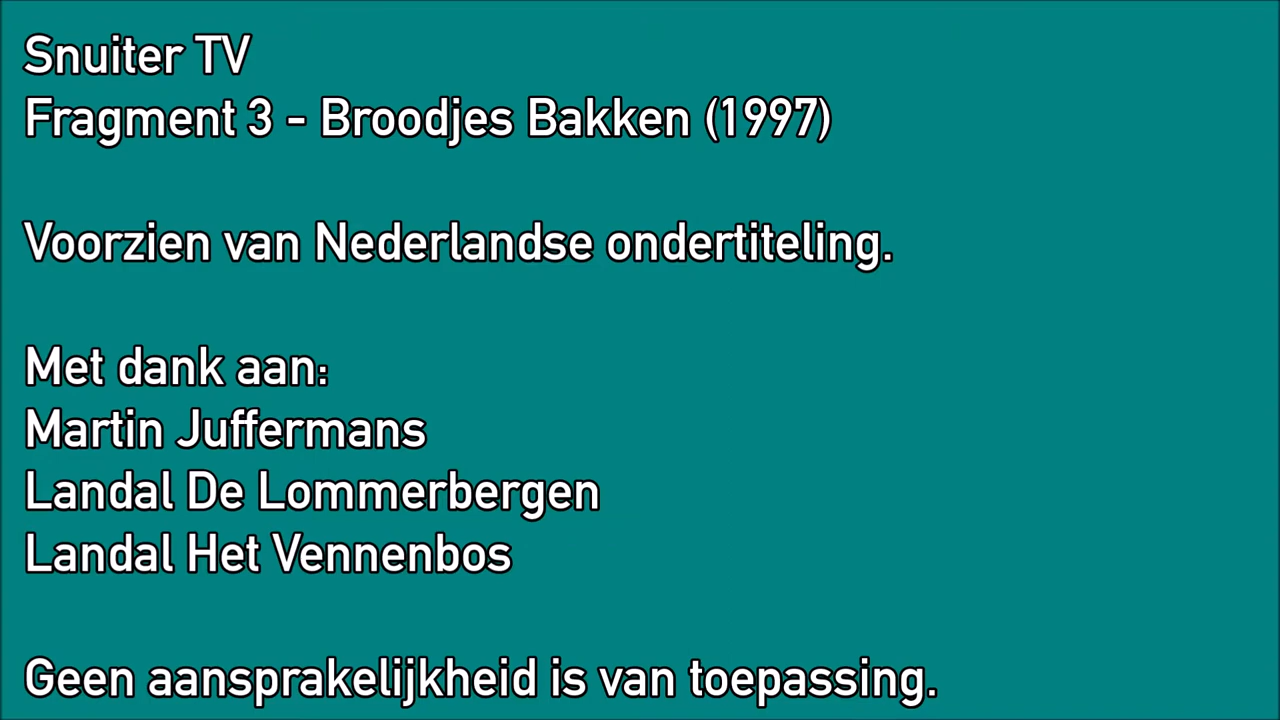 Snuiter TV
Fragment 3 - Broodjes Bakken (1997)
Voorzien van Nederlandse ondertiteling.
Met dank aan:
Martin Juffermans
Landal De Lommerbergen
Landal Het Vennenbos
Geen aansprakelijkheid is van toepassing.